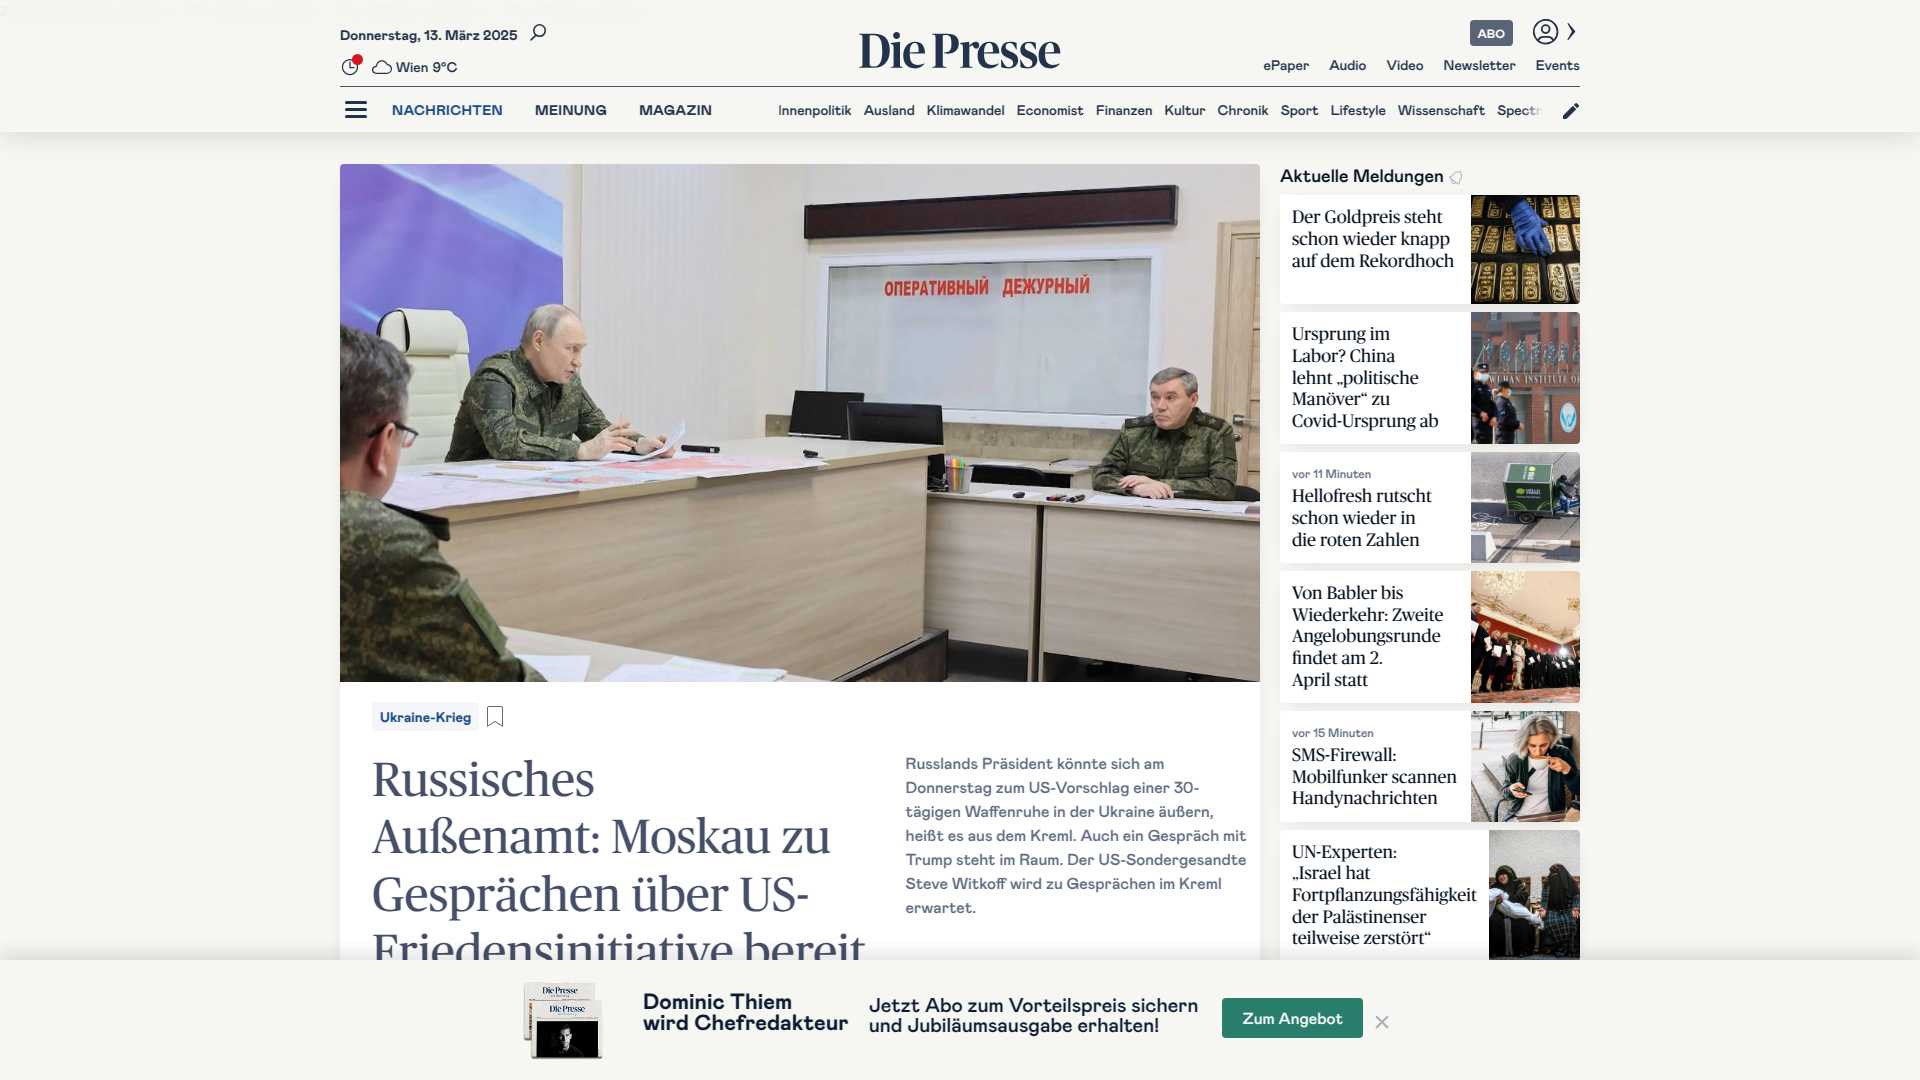 Donnerstag, 13. März 2025
Wien 9°C
Die Presse
ABO
ePaper Audio Video Newsletter Events
NACHRICHTEN MEINUNG MAGAZIN
Innenpolitik Ausland Klimawandel Economist Finanzen Kultur Chronik Sport Lifestyle Wissenschaft Spectr
ОПЕРАТИВНЫЙ ДЕЖУРНЫЙ
Ukraine-Krieg
Russisches
Außenamt: Moskau zu
Gesprächen über US-
Friedensinitiative bereit
Russlands Präsident könnte sich am
Donnerstag zum US-Vorschlag einer 30-
tägigen Waffenruhe in der Ukraine äußern,
heißt es aus dem Kreml. Auch ein Gespräch mit
Trump steht im Raum. Der US-Sondergesandte
Steve Witkoff wird zu Gesprächen im Kreml
erwartet.
Aktuelle Meldungen
Der Goldpreis steht
schon wieder knapp
auf dem Rekordhoch
Ursprung im
Labor? China
lehnt „politische
Manöver“ zu
Covid-Ursprung ab
WUHAN INSTITUTE OF
vor 11 Minuten
Hellofresh rutscht
schon wieder in
die roten Zahlen
Von Babler bis
Wiederkehr: Zweite
Angelobungsrunde
findet am 2.
April statt
vor 15 Minuten
SMS-Firewall:
Mobilfunker scannen
Handynachrichten
UN-Experten:
„Israel hat
Fortpflanzungsfähigkeit
der Palästinenser
teilweise zerstört“
Die Presse
Die Presse
Dominic Thiem
wird Chefredakteur
Jetzt Abo zum Vorteilspreis sichern
und Jubiläumsausgabe erhalten!
Zum Angebot